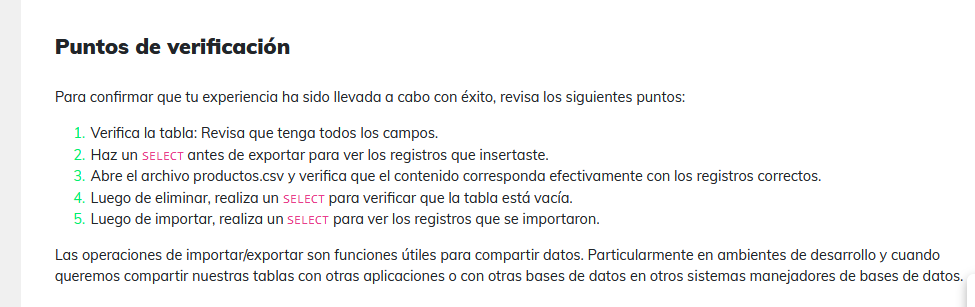 Puntos de verificación
Para confirmar que tu experiencia ha sido llevada a cabo con éxito, revisa los siguientes puntos:
1. Verifica la tabla: Revisa que tenga todos los campos.
2. Haz un SELECT antes de exportar para ver los registros que insertaste.
3. Abre el archivo productos.csv y verifica que el contenido corresponda efectivamente con los registros correctos.
4. Luego de eliminar, realiza un SELECT para verificar que la tabla está vacía.
5. Luego de importar, realiza un SELECT para ver los registros que se importaron.
Las operaciones de importar/exportar son funciones útiles para compartir datos. Particularmente en ambientes de desarrollo y cuando
queremos compartir nuestras tablas con otras aplicaciones o con otras bases de datos en otros sistemas manejadores de bases de datos.